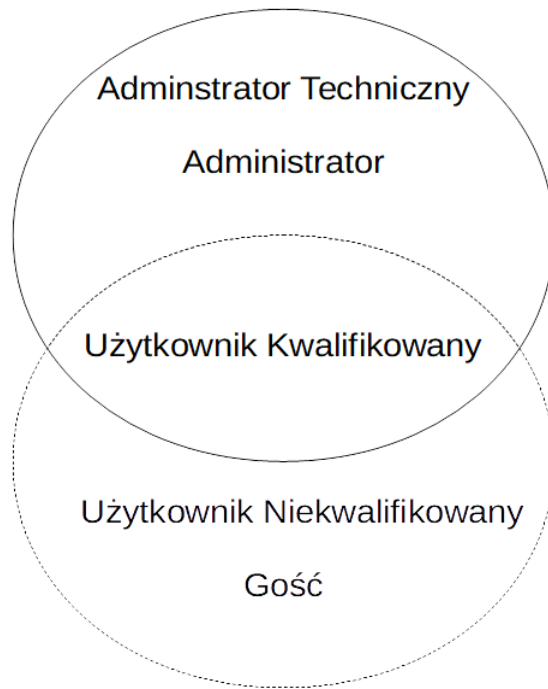 Adminstrator Techniczny
Administrator
Użytkownik Kwalifikowany
Użytkownik Niekwalifikowany
Gość